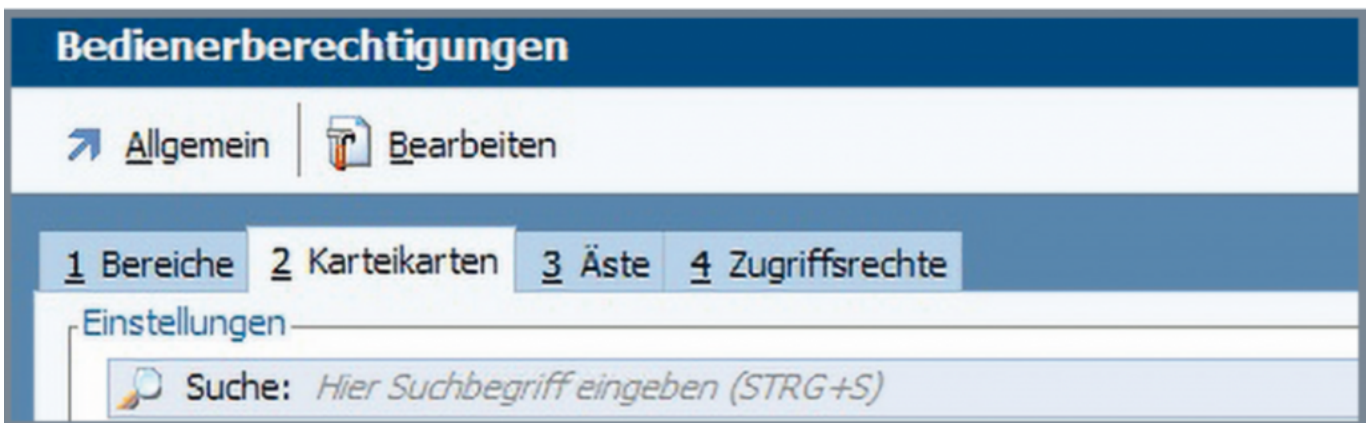 Bedienerberechtigungen
Allgemein Bearbeiten
1 Bereiche 2 Karteikarten 3 Äste 4 Zugriffsrechte
Einstellungen
Suche: Hier Suchbegriff eingeben (STRG+S)